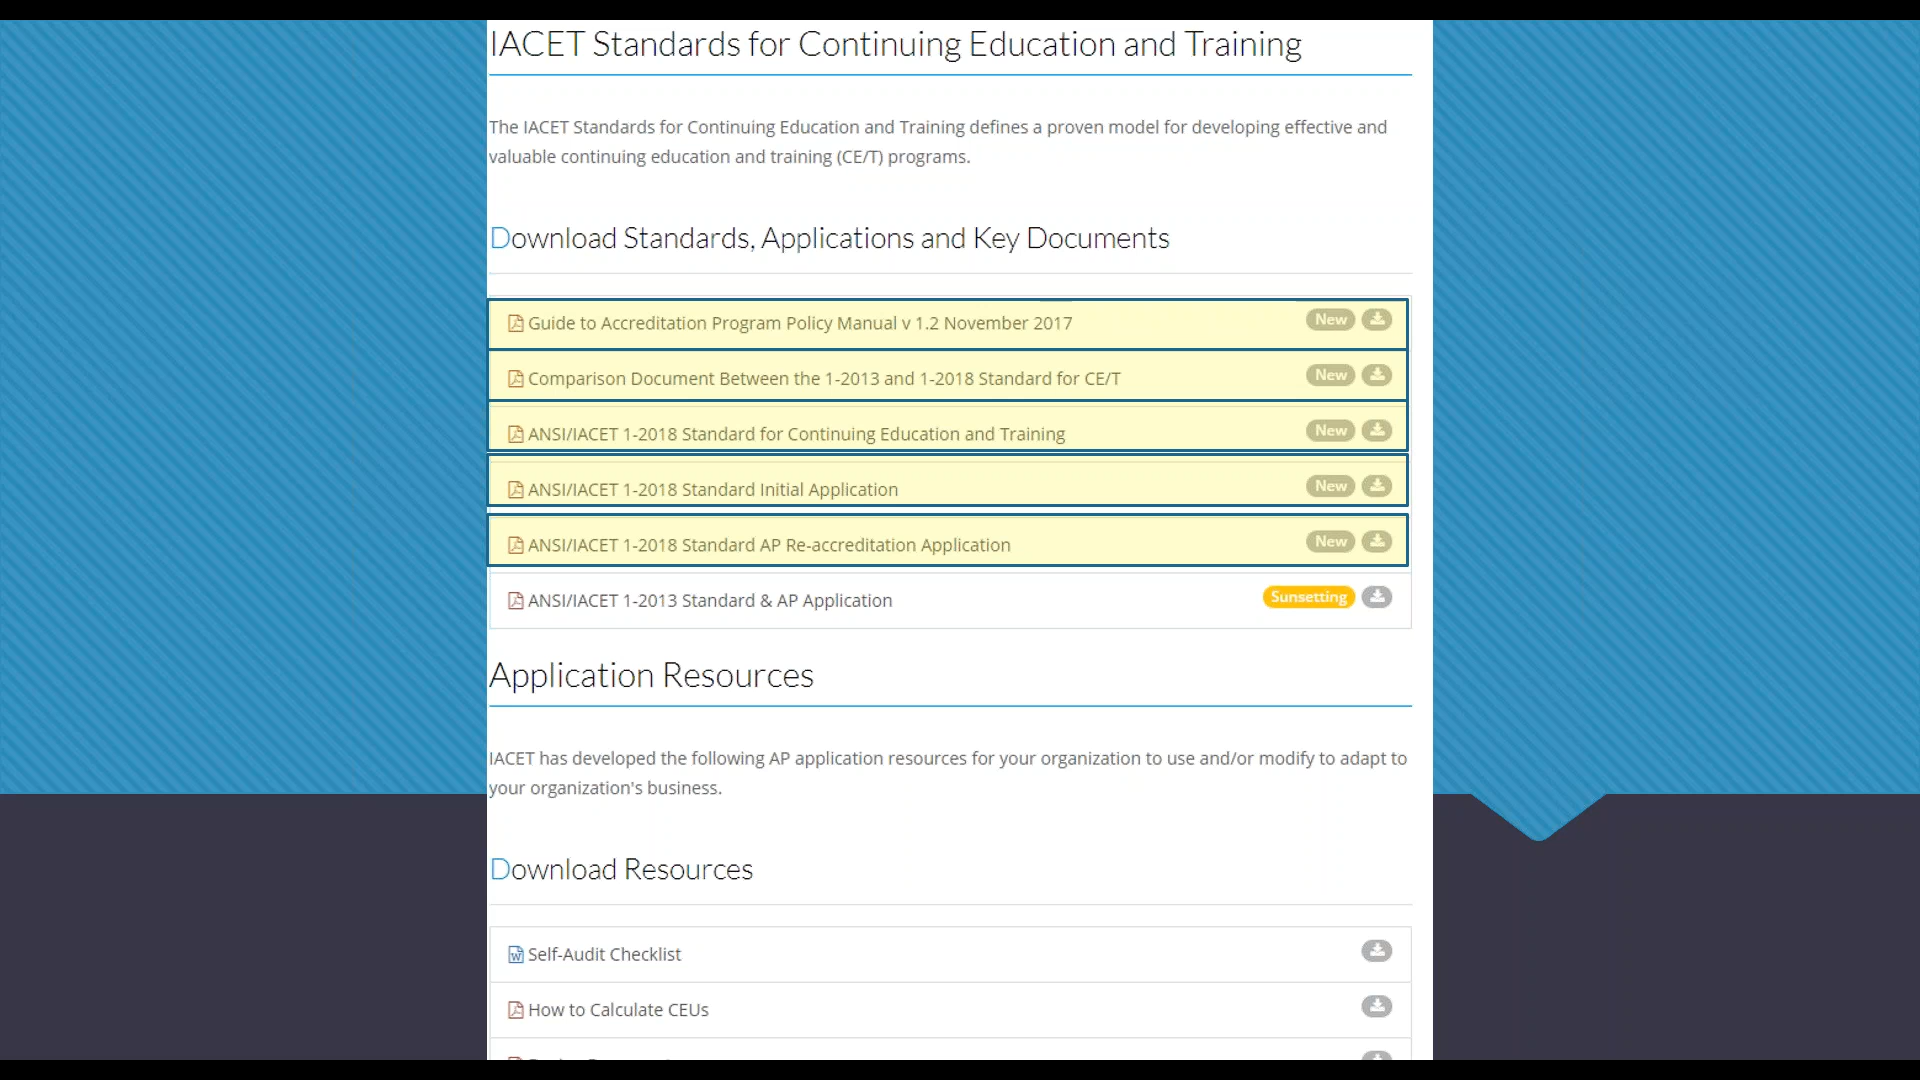 IACET Standards for Continuing Education and Training
The IACET Standards for Continuing Education and Training defines a proven model for developing effective and
valuable continuing education and training (CE/T) programs.
Download Standards, Applications and Key Documents
Guide to Accreditation Program Policy Manual v 1.2 November 2017 New
Comparison Document Between the 1-2013 and 1-2018 Standard for CE/T New
ANSI/IACET 1-2018 Standard for Continuing Education and Training New
ANSI/IACET 1-2018 Standard Initial Application New
ANSI/IACET 1-2018 Standard AP Re-accreditation Application New
ANSI/IACET 1-2013 Standard & AP Application Sunsetting
Application Resources
IACET has developed the following AP application resources for your organization to use and/or modify to adapt to
your organization's business.
Download Resources
Self-Audit Checklist
How to Calculate CEUs